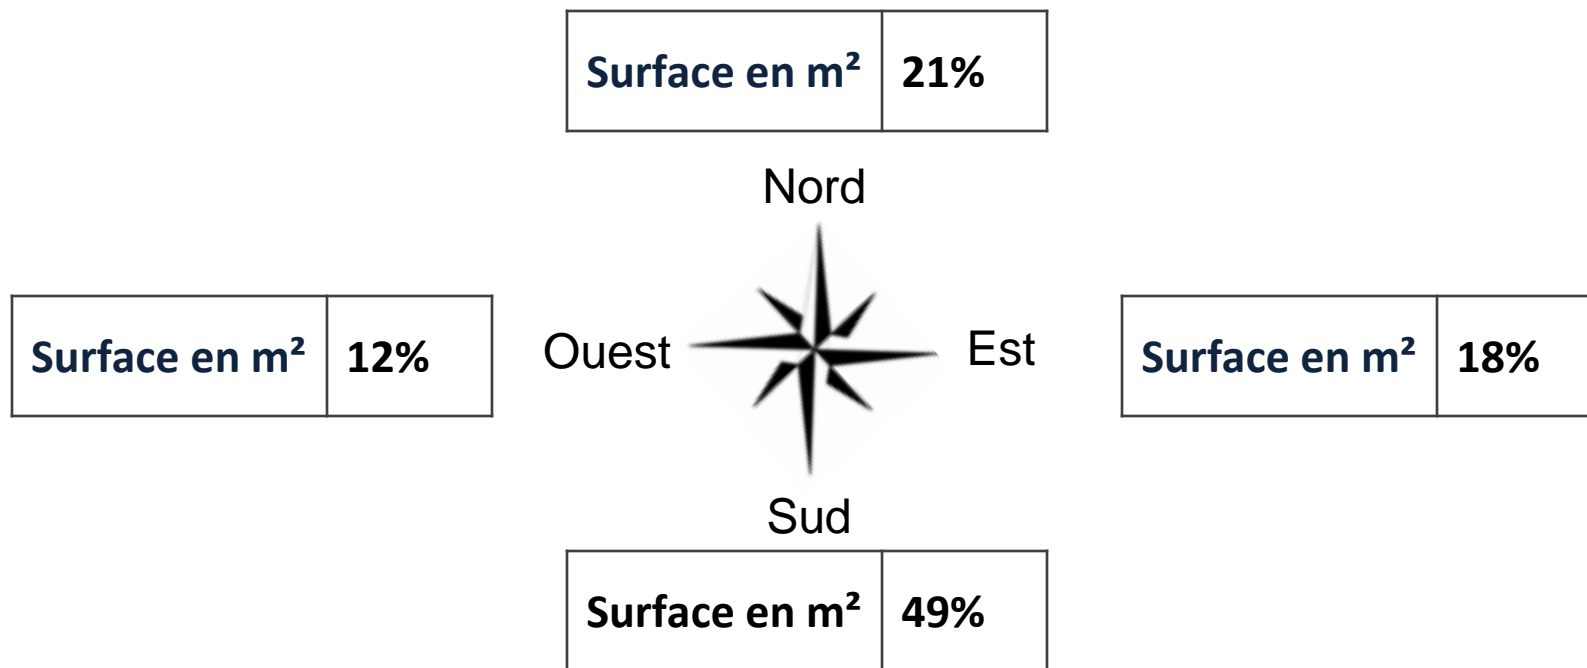 Surface en m² 21%
Nord
Surface en m² 12%
Ouest
Est
Surface en m² 18%
Sud
Surface en m² 49%